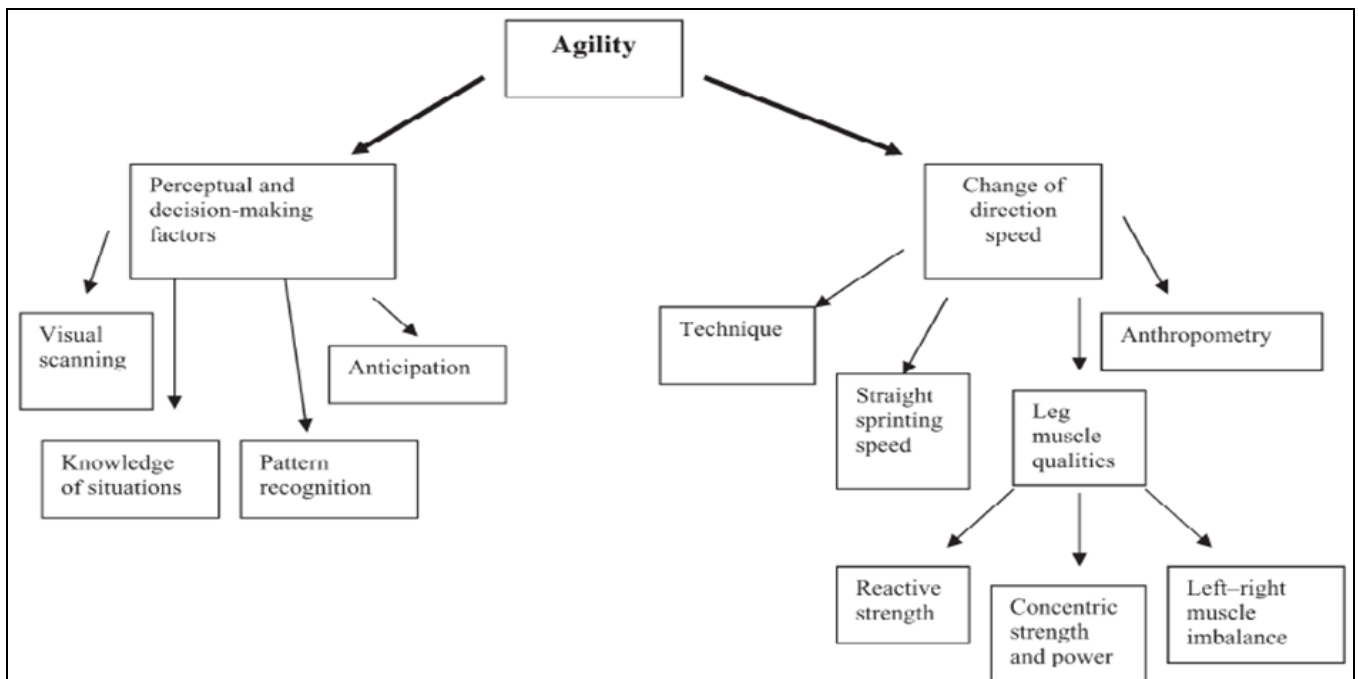 Agility
Perceptual and
decision-making
factors
Change of
direction
speed
Visual
scanning
Anticipation
Technique
Anthropometry
Straight
sprinting
speed
Leg
muscle
qualities
Knowledge
of situations
Pattern
recognition
Reactive
strength
Concentric
strength
and power
Left–right
muscle
imbalance